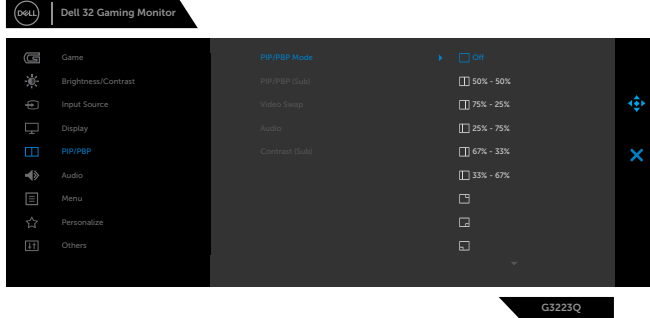 DELL
Dell 32 Gaming Monitor
Game
PIP/PBP Mode
Off
Brightness/Contrast
PIP/PBP (Sub)
50% - 50%
Input Source
Video Swap
75% - 25%
Display
Audio
25% - 75%
PIP/PBP
Contrast (Sub)
67% - 33%
Audio
33% - 67%
Menu
Personalize
Others
G3223Q